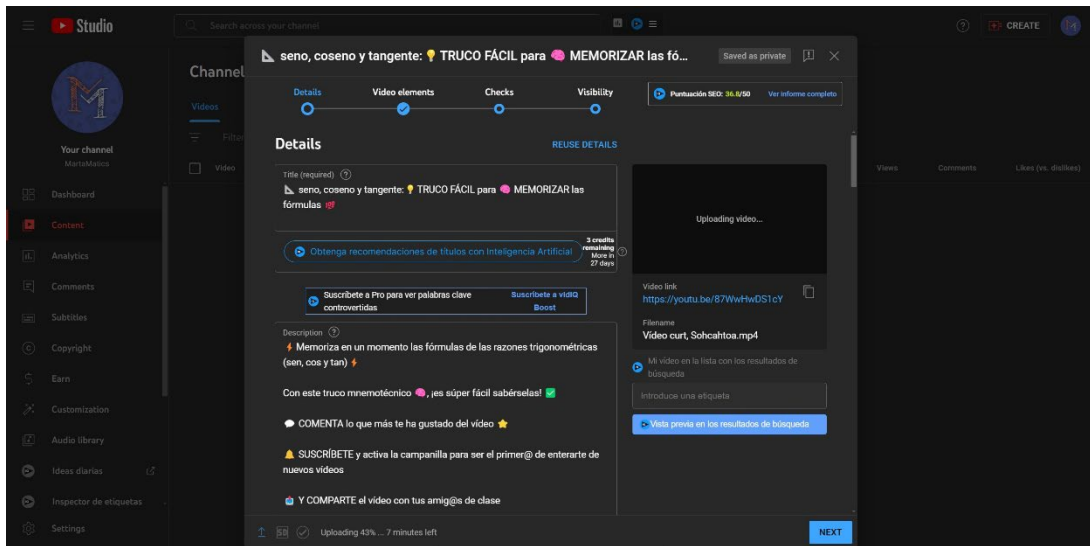 Studio
Search across your channel
CREATE
📐 seno, coseno y tangente: 💡 TRUCO FÁCIL para 🧠 MEMORIZAR las fó...
Saved as private
Your channel
MartaMatics
Dashboard
Content
Analytics
Comments
Subtitles
Copyright
Earn
Customization
Audio library
Ideas diarias
Inspector de etiquetas
Settings
Channel
Videos
Filter
Video
Views
Comments
Likes (vs. dislikes)
Details
Video elements
Checks
Visibility
Puntuación SEO: 36.8/50
Ver informe completo
Details
REUSE DETAILS
Title (required)
📐 seno, coseno y tangente: 💡 TRUCO FÁCIL para 🧠 MEMORIZAR las
fórmulas 💯
Obtenga recomendaciones de títulos con Inteligencia Artificial
3 credits
remaining
More in
27 days
Suscríbete a Pro para ver palabras clave
controvertidas
Suscríbete a vidIQ
Boost
Description
⚡ Memoriza en un momento las fórmulas de las razones trigonométricas
(sen, cos y tan) ⚡
Con este truco mnemotécnico 🧠, ¡es súper fácil sabérselas! ✅
💬 COMENTA lo que más te ha gustado del vídeo ⭐
🔔 SUSCRÍBETE y activa la campanilla para ser el primer@ de enterarte de
nuevos vídeos
📩 Y COMPARTE el vídeo con tus amig@s de clase
Uploading video...
Video link
https://youtu.be/87WwHwDS1cY
Filename
Vídeo curt, Sohcahtoa.mp4
Mi video en la lista con los resultados de
búsqueda
Introduce una etiqueta
Vista previa en los resultados de búsqueda
SD
Uploading 43% ... 7 minutes left
NEXT